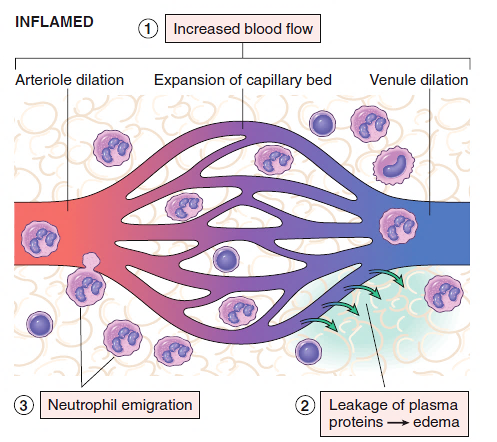 INFLAMED
1 Increased blood flow
Arteriole dilation Expansion of capillary bed Venule dilation
3 Neutrophil emigration
2 Leakage of plasma
proteins → edema